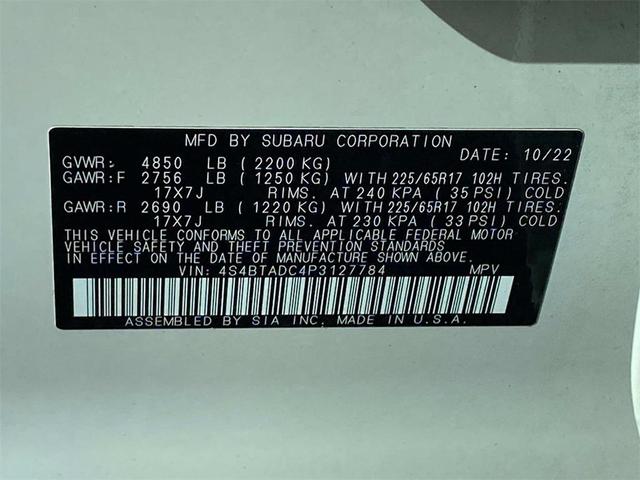 MFD BY SUBARU CORPORATION
DATE: 10/22
GVWR: 4850 LB (2200 KG)
GAWR:F 2756 LB (1250 KG) WITH 225/65R17 102H TIRES.
17X7J RIMS. AT 240 KPA (35 PSI) COLD
GAWR:R 2690 LB (1220 KG) WITH 225/65R17 102H TIRES.
17X7J RIMS. AT 230 KPA (33 PSI) COLD
THIS VEHICLE CONFORMS TO ALL APPLICABLE FEDERAL MOTOR
VEHICLE SAFETY AND THEFT PREVENTION STANDARDS
IN EFFECT ON THE DATE OF MANUFACTURE SHOWN ABOVE.
VIN: 4S4BTADC4P3127784 MPV
ASSEMBLED BY SIA INC. MADE IN U.S.A.